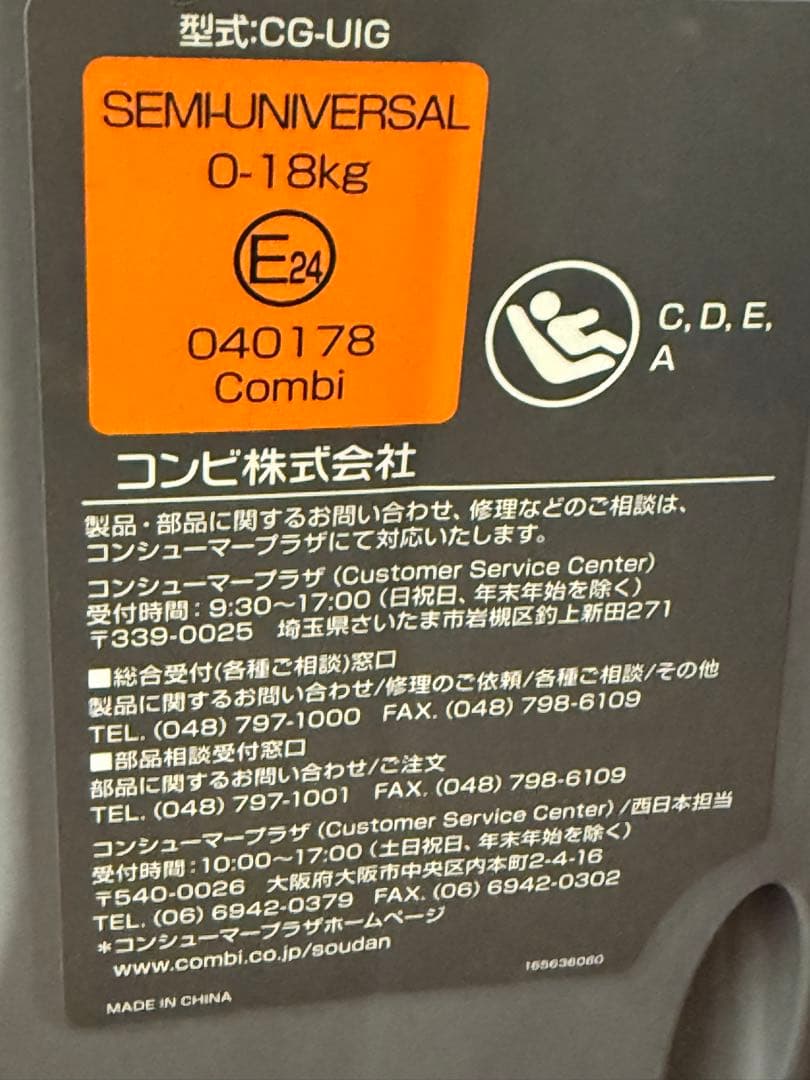 型式:CG-UIG
SEMI-UNIVERSAL
0-18kg
E24
040178
Combi
C, D, E,
A
コンビ株式会社
製品・部品に関するお問い合わせ、修理などのご相談は、
コンシューマープラザにて対応いたします。
コンシューマープラザ (Customer Service Center)
受付時間：9:30～17:00 (日祝日、年末年始を除く)
〒339-0025 埼玉県さいたま市岩槻区釣上新田271
■総合受付(各種ご相談)窓口
製品に関するお問い合わせ/修理のご依頼/各種ご相談/その他
TEL. (048) 797-1000 FAX. (048) 798-6109
■部品相談受付窓口
部品に関するお問い合わせ/ご注文
TEL. (048) 797-1001 FAX. (048) 798-6109
コンシューマープラザ (Customer Service Center) /西日本担当
受付時間：10:00～17:00 (土日祝日、年末年始を除く)
〒540-0026 大阪府大阪市中央区内本町2-4-16
TEL. (06) 6942-0379 FAX. (06) 6942-0302
*コンシューマープラザホームページ
www.combi.co.jp/soudan
165636060
MADE IN CHINA